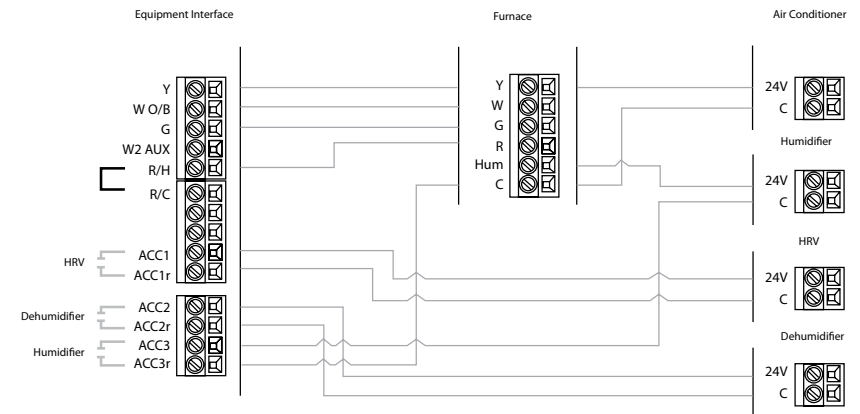 Equipment Interface
Furnace
Air Conditioner
Y
W O/B
G
W2 AUX
R/H
R/C
HRV
ACC1
ACC1r
Dehumidifier
ACC2
ACC2r
Humidifier
ACC3
ACC3r
Y
W
G
R
Hum
C
24V
C
Humidifier
24V
C
HRV
24V
C
Dehumidifier
24V
C